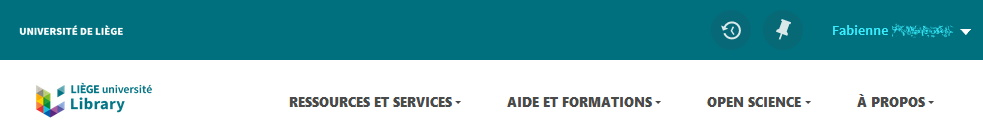 UNIVERSITÉ DE LIÈGE
Fabienne
LIÈGE université
Library
RESSOURCES ET SERVICES
AIDE ET FORMATIONS
OPEN SCIENCE
À PROPOS